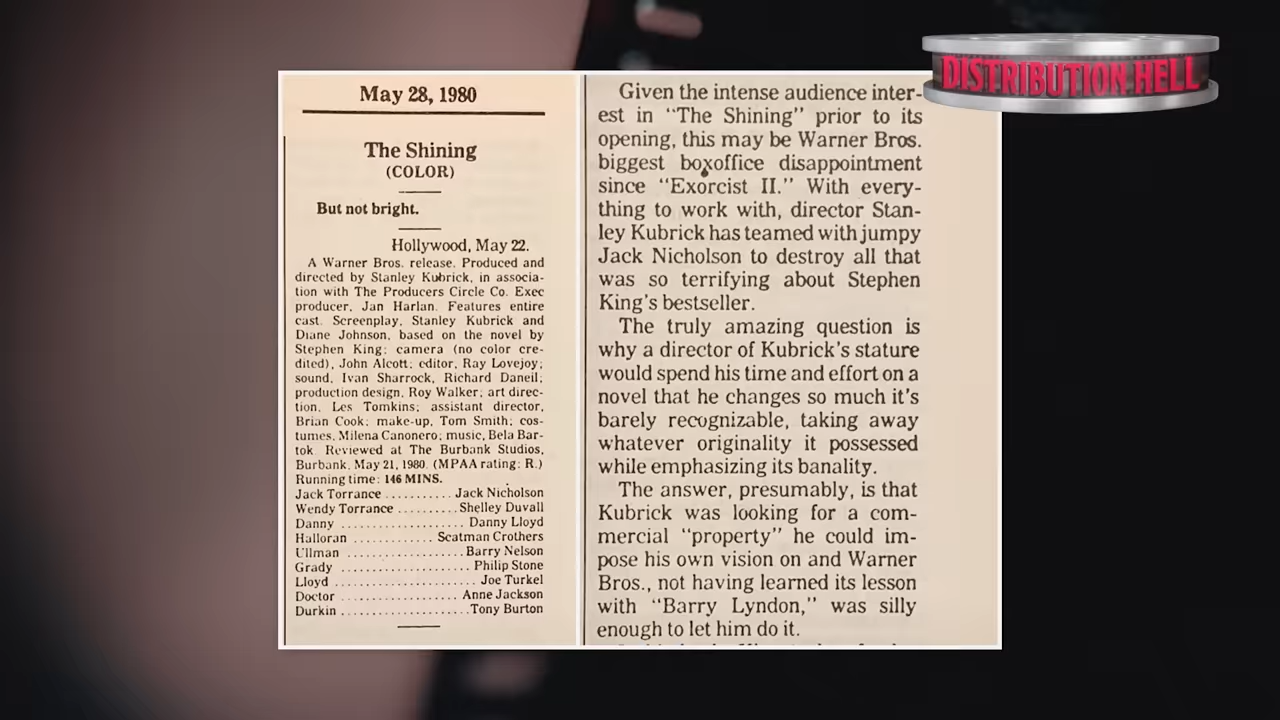 DISTRIBUTION HELL
May 28, 1980
The Shining
(COLOR)
But not bright.
Hollywood, May 22.
A Warner Bros. release. Produced and
directed by Stanley Kubrick, in associa-
tion with The Producers Circle Co. Exec
producer, Jan Harlan. Features entire
cast. Screenplay, Stanley Kubrick and
Diane Johnson, based on the novel by
Stephen King; camera (no color cre-
dited), John Alcott; editor, Ray Lovejoy;
sound, Ivan Sharrock, Richard Daneil;
production design, Roy Walker; art direc-
tion, Les Tomkins; assistant director,
Brian Cook; make-up, Tom Smith; cos-
tumes, Milena Canonero; music, Bela Bar-
tok. Reviewed at The Burbank Studios,
Burbank, May 21, 1980. (MPAA rating: R.)
Running time: 146 MINS.
Jack Torrance .......... Jack Nicholson
Wendy Torrance ........ Shelley Duvall
Danny ................... Danny Lloyd
Halloran ............ Scatman Crothers
Ullman ................. Barry Nelson
Grady ................... Philip Stone
Lloyd ..................... Joe Turkel
Doctor ................. Anne Jackson
Durkin .................. Tony Burton
Given the intense audience inter-
est in "The Shining" prior to its
opening, this may be Warner Bros.
biggest boxoffice disappointment
since "Exorcist II." With every-
thing to work with, director Stan-
ley Kubrick has teamed with jumpy
Jack Nicholson to destroy all that
was so terrifying about Stephen
King's bestseller.
The truly amazing question is
why a director of Kubrick's stature
would spend his time and effort on a
novel that he changes so much it's
barely recognizable, taking away
whatever originality it possessed
while emphasizing its banality.
The answer, presumably, is that
Kubrick was looking for a com-
mercial "property" he could im-
pose his own vision on and Warner
Bros., not having learned its lesson
with "Barry Lyndon," was silly
enough to let him do it.